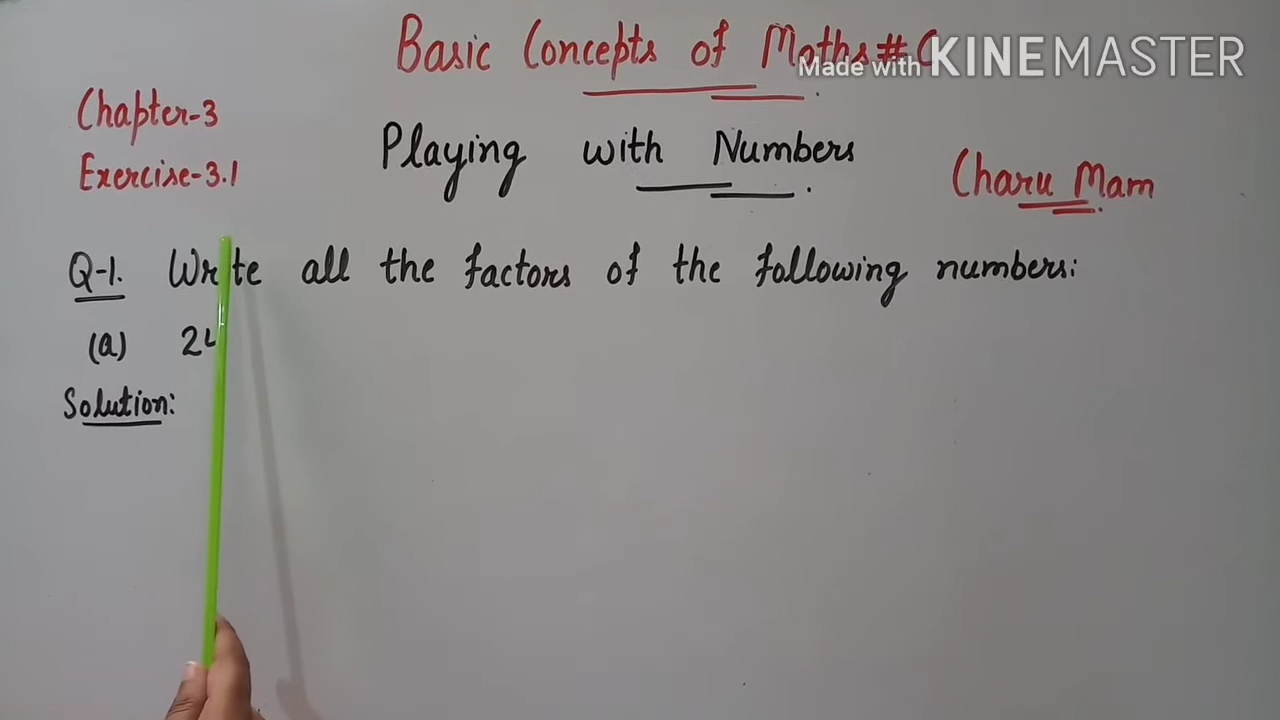 Basic Concepts of Maths#C
Made with KINEMASTER
Chapter-3
Exercise-3.1
Playing with Numbers
Charu Mam
Q-1. Write all the factors of the following numbers:
(a) 24
Solution: